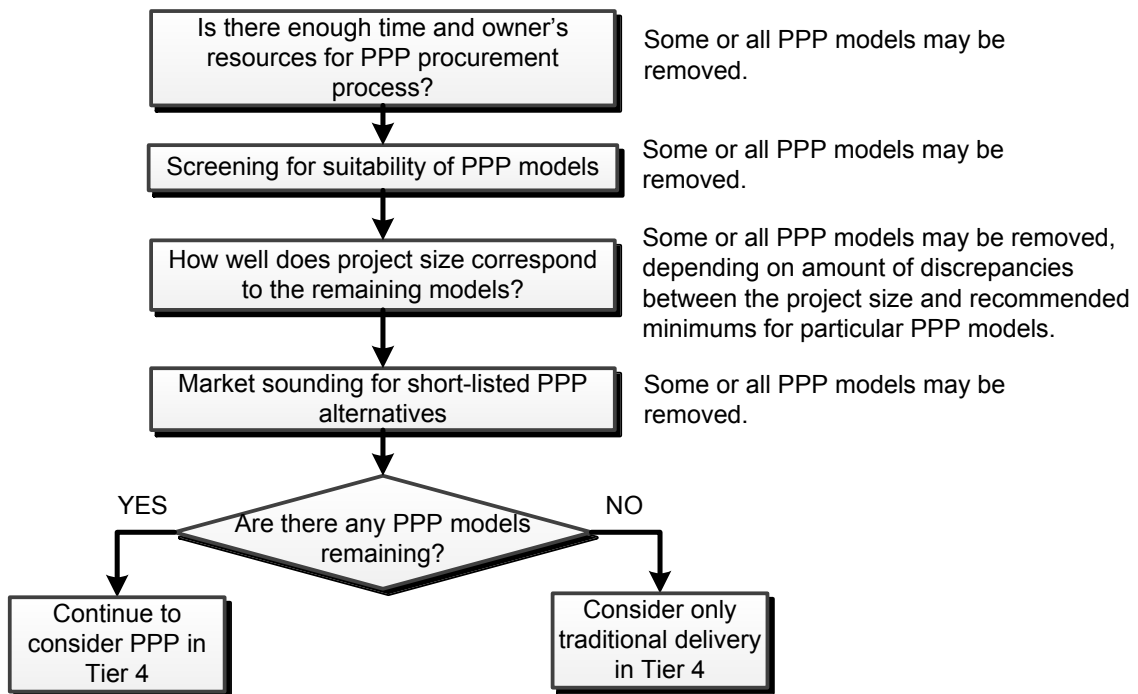 Is there enough time and owner’s
resources for PPP procurement
process?
Some or all PPP models may be
removed.
Screening for suitability of PPP models
Some or all PPP models may be
removed.
How well does project size correspond
to the remaining models?
Some or all PPP models may be removed,
depending on amount of discrepancies
between the project size and recommended
minimums for particular PPP models.
Market sounding for short-listed PPP
alternatives
Some or all PPP models may be
removed.
YES
NO
Are there any PPP models
remaining?
Continue to
consider PPP in
Tier 4
Consider only
traditional delivery
in Tier 4